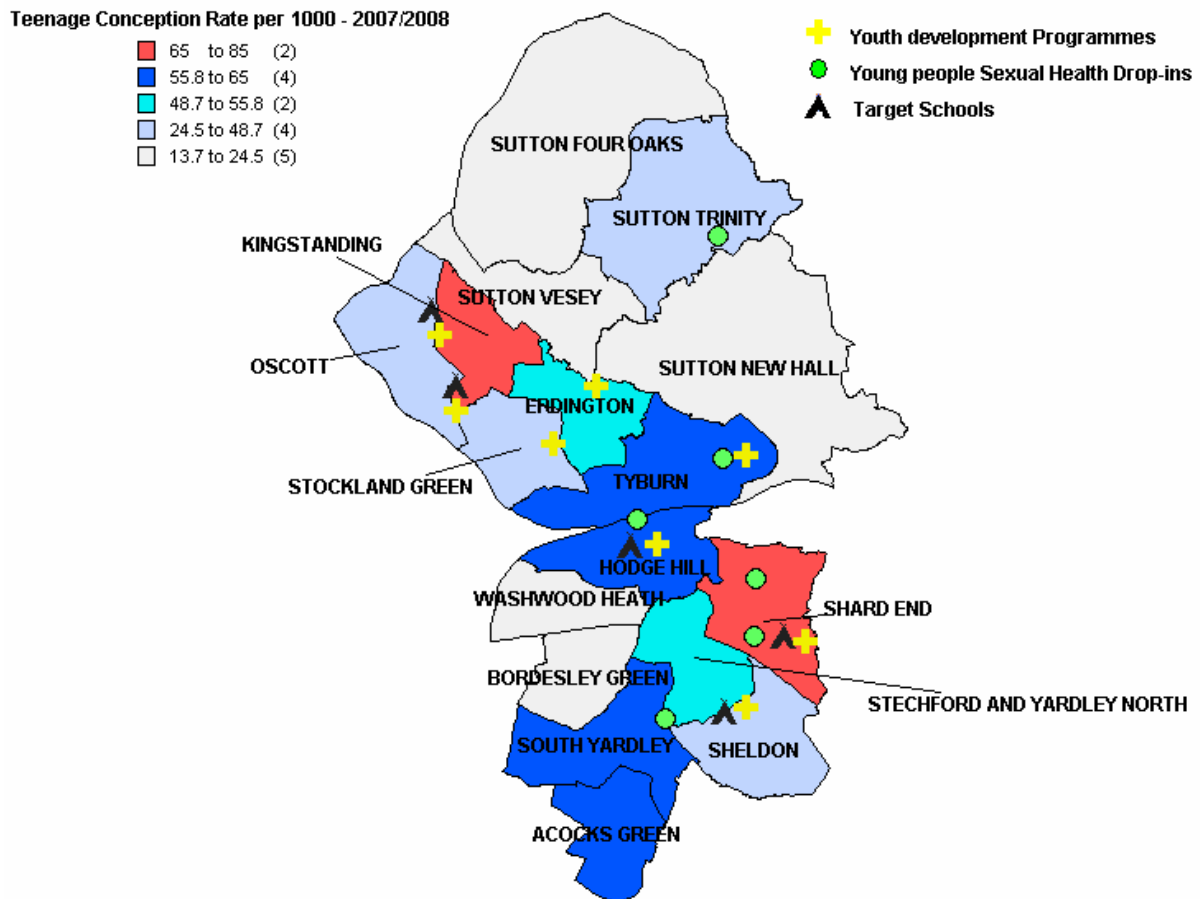 Teenage Conception Rate per 1000 - 2007/2008
65 to 85 (2)
55.8 to 65 (4)
48.7 to 55.8 (2)
24.5 to 48.7 (4)
13.7 to 24.5 (5)
Youth development Programmes
Young people Sexual Health Drop-ins
Target Schools
SUTTON FOUR OAKS
SUTTON TRINITY
KINGSTANDING
SUTTON VESEY
OSCOTT
SUTTON NEW HALL
ERDINGTON
STOCKLAND GREEN
TYBURN
HODGE HILL
WASHWOOD HEATH
SHARD END
BORDESLEY GREEN
STECHFORD AND YARDLEY NORTH
SOUTH YARDLEY
SHELDON
ACOCKS GREEN